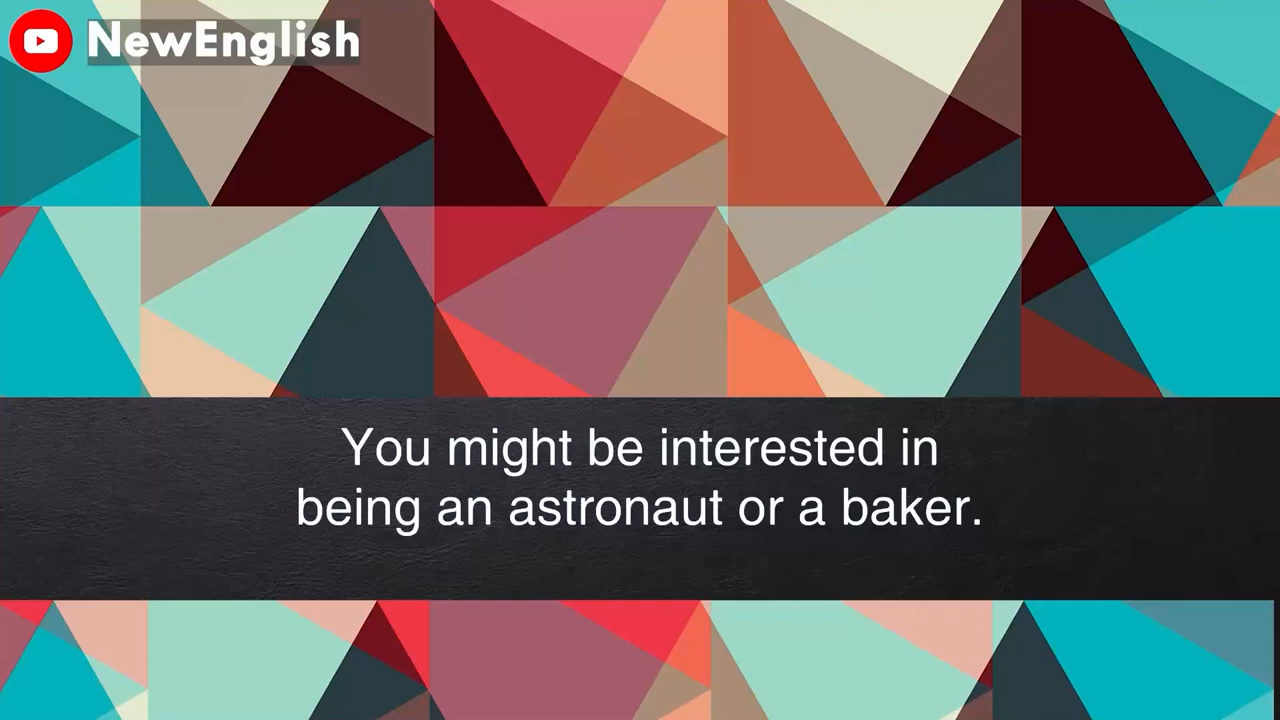 NewEnglish
You might be interested in
being an astronaut or a baker.